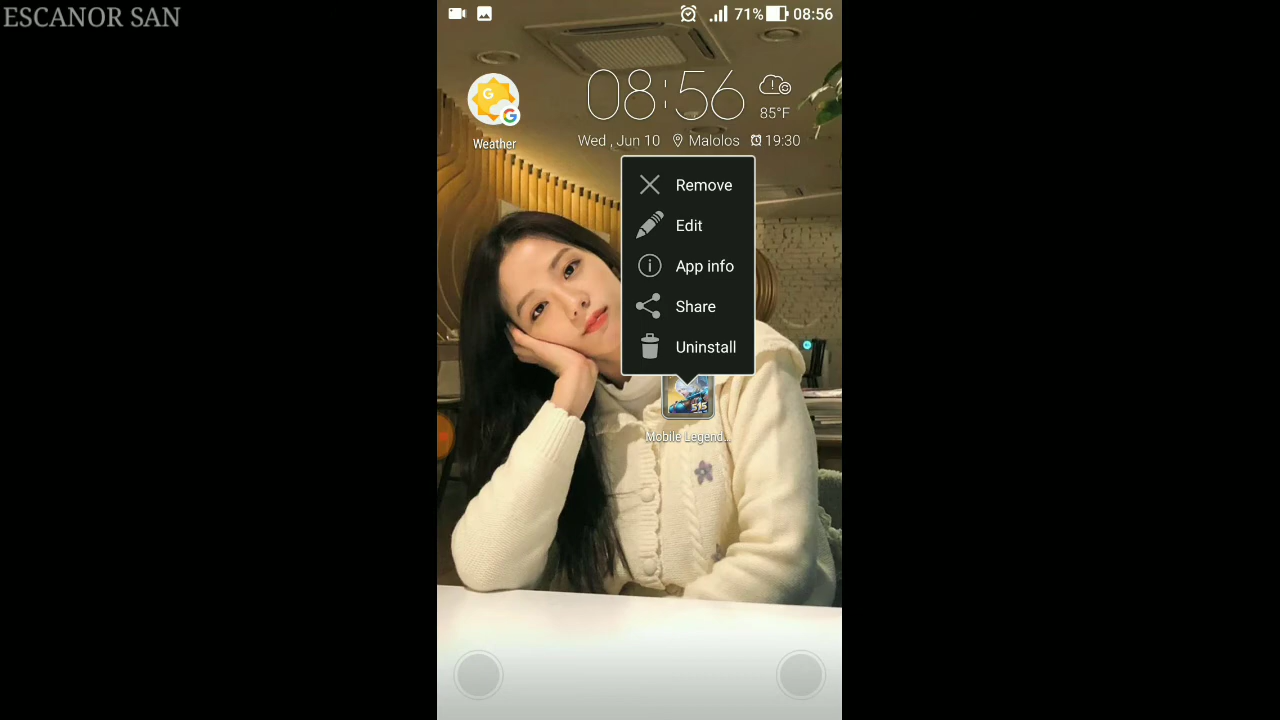 ESCANOR SAN
71% 08:56
08:56
85°F
Weather
Wed , Jun 10 Malolos 19:30
Remove
Edit
App info
Share
Uninstall
515
Mobile Legend...